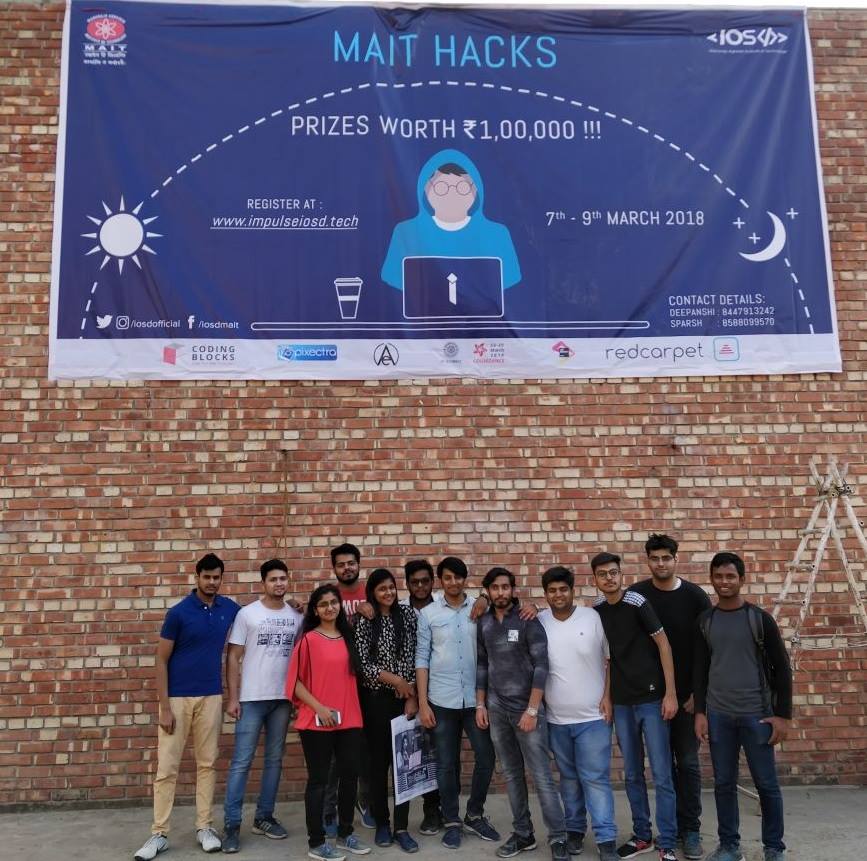 MAIT
MAIT HACKS
<IOSD/>
PRIZES WORTH ₹1,00,000 !!!
REGISTER AT :
www.impulseiosd.tech
7th - 9th MARCH 2018
CONTACT DETAILS:
DEEPANSHI : 8447913242
SPARSH : 8588099570
/iosdofficial /iosdmait
CODING
BLOCKS
pixectra
redcarpet